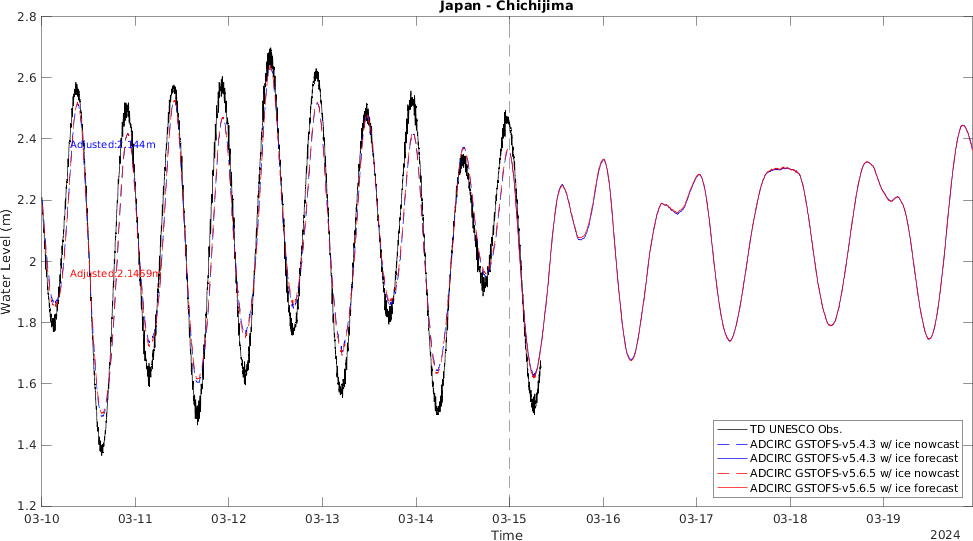 Japan - Chichijima
Water Level (m)
2.8
2.6
2.4
2.2
2
1.8
1.6
1.4
1.2
Adjusted:2.144m
Adjusted:2.1469m
TD UNESCO Obs.
ADCIRC GSTOFS-v5.4.3 w/ ice nowcast
ADCIRC GSTOFS-v5.4.3 w/ ice forecast
ADCIRC GSTOFS-v5.6.5 w/ ice nowcast
ADCIRC GSTOFS-v5.6.5 w/ ice forecast
03-10 03-11 03-12 03-13 03-14 03-15 03-16 03-17 03-18 03-19
Time
2024